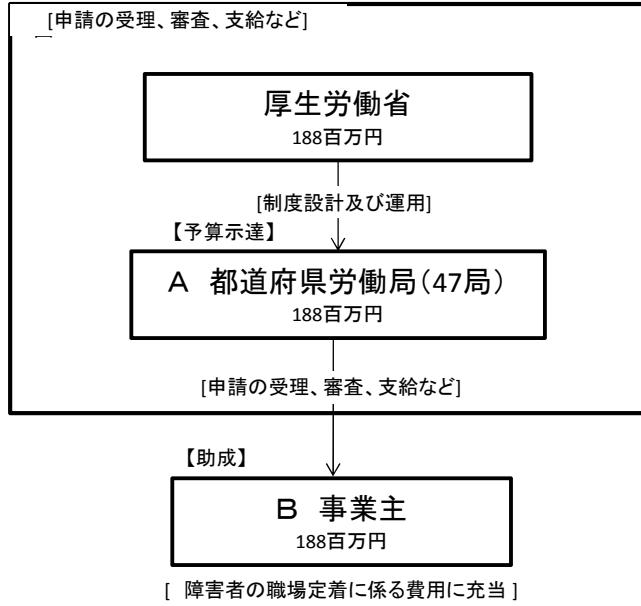 [申請の受理、審査、支給など]
厚生労働省
188百万円
[制度設計及び運用]
【予算示達】
A 都道府県労働局（47局）
188百万円
[申請の受理、審査、支給など]
【助成】
B 事業主
188百万円
[ 障害者の職場定着に係る費用に充当 ]